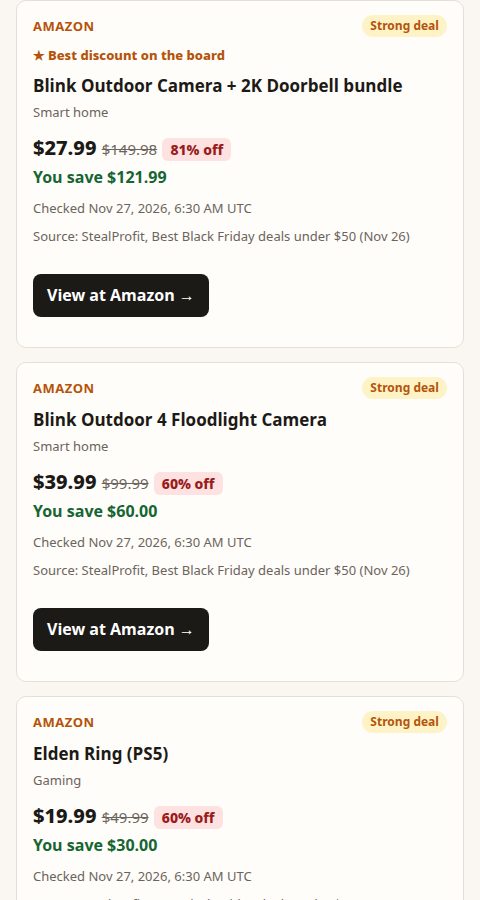 AMAZON
Strong deal
★ Best discount on the board
Blink Outdoor Camera + 2K Doorbell bundle
Smart home
$27.99 $149.98 81% off
You save $121.99
Checked Nov 27, 2026, 6:30 AM UTC
Source: StealProfit, Best Black Friday deals under $50 (Nov 26)
View at Amazon →
AMAZON
Strong deal
Blink Outdoor 4 Floodlight Camera
Smart home
$39.99 $99.99 60% off
You save $60.00
Checked Nov 27, 2026, 6:30 AM UTC
Source: StealProfit, Best Black Friday deals under $50 (Nov 26)
View at Amazon →
AMAZON
Strong deal
Elden Ring (PS5)
Gaming
$19.99 $49.99 60% off
You save $30.00
Checked Nov 27, 2026, 6:30 AM UTC